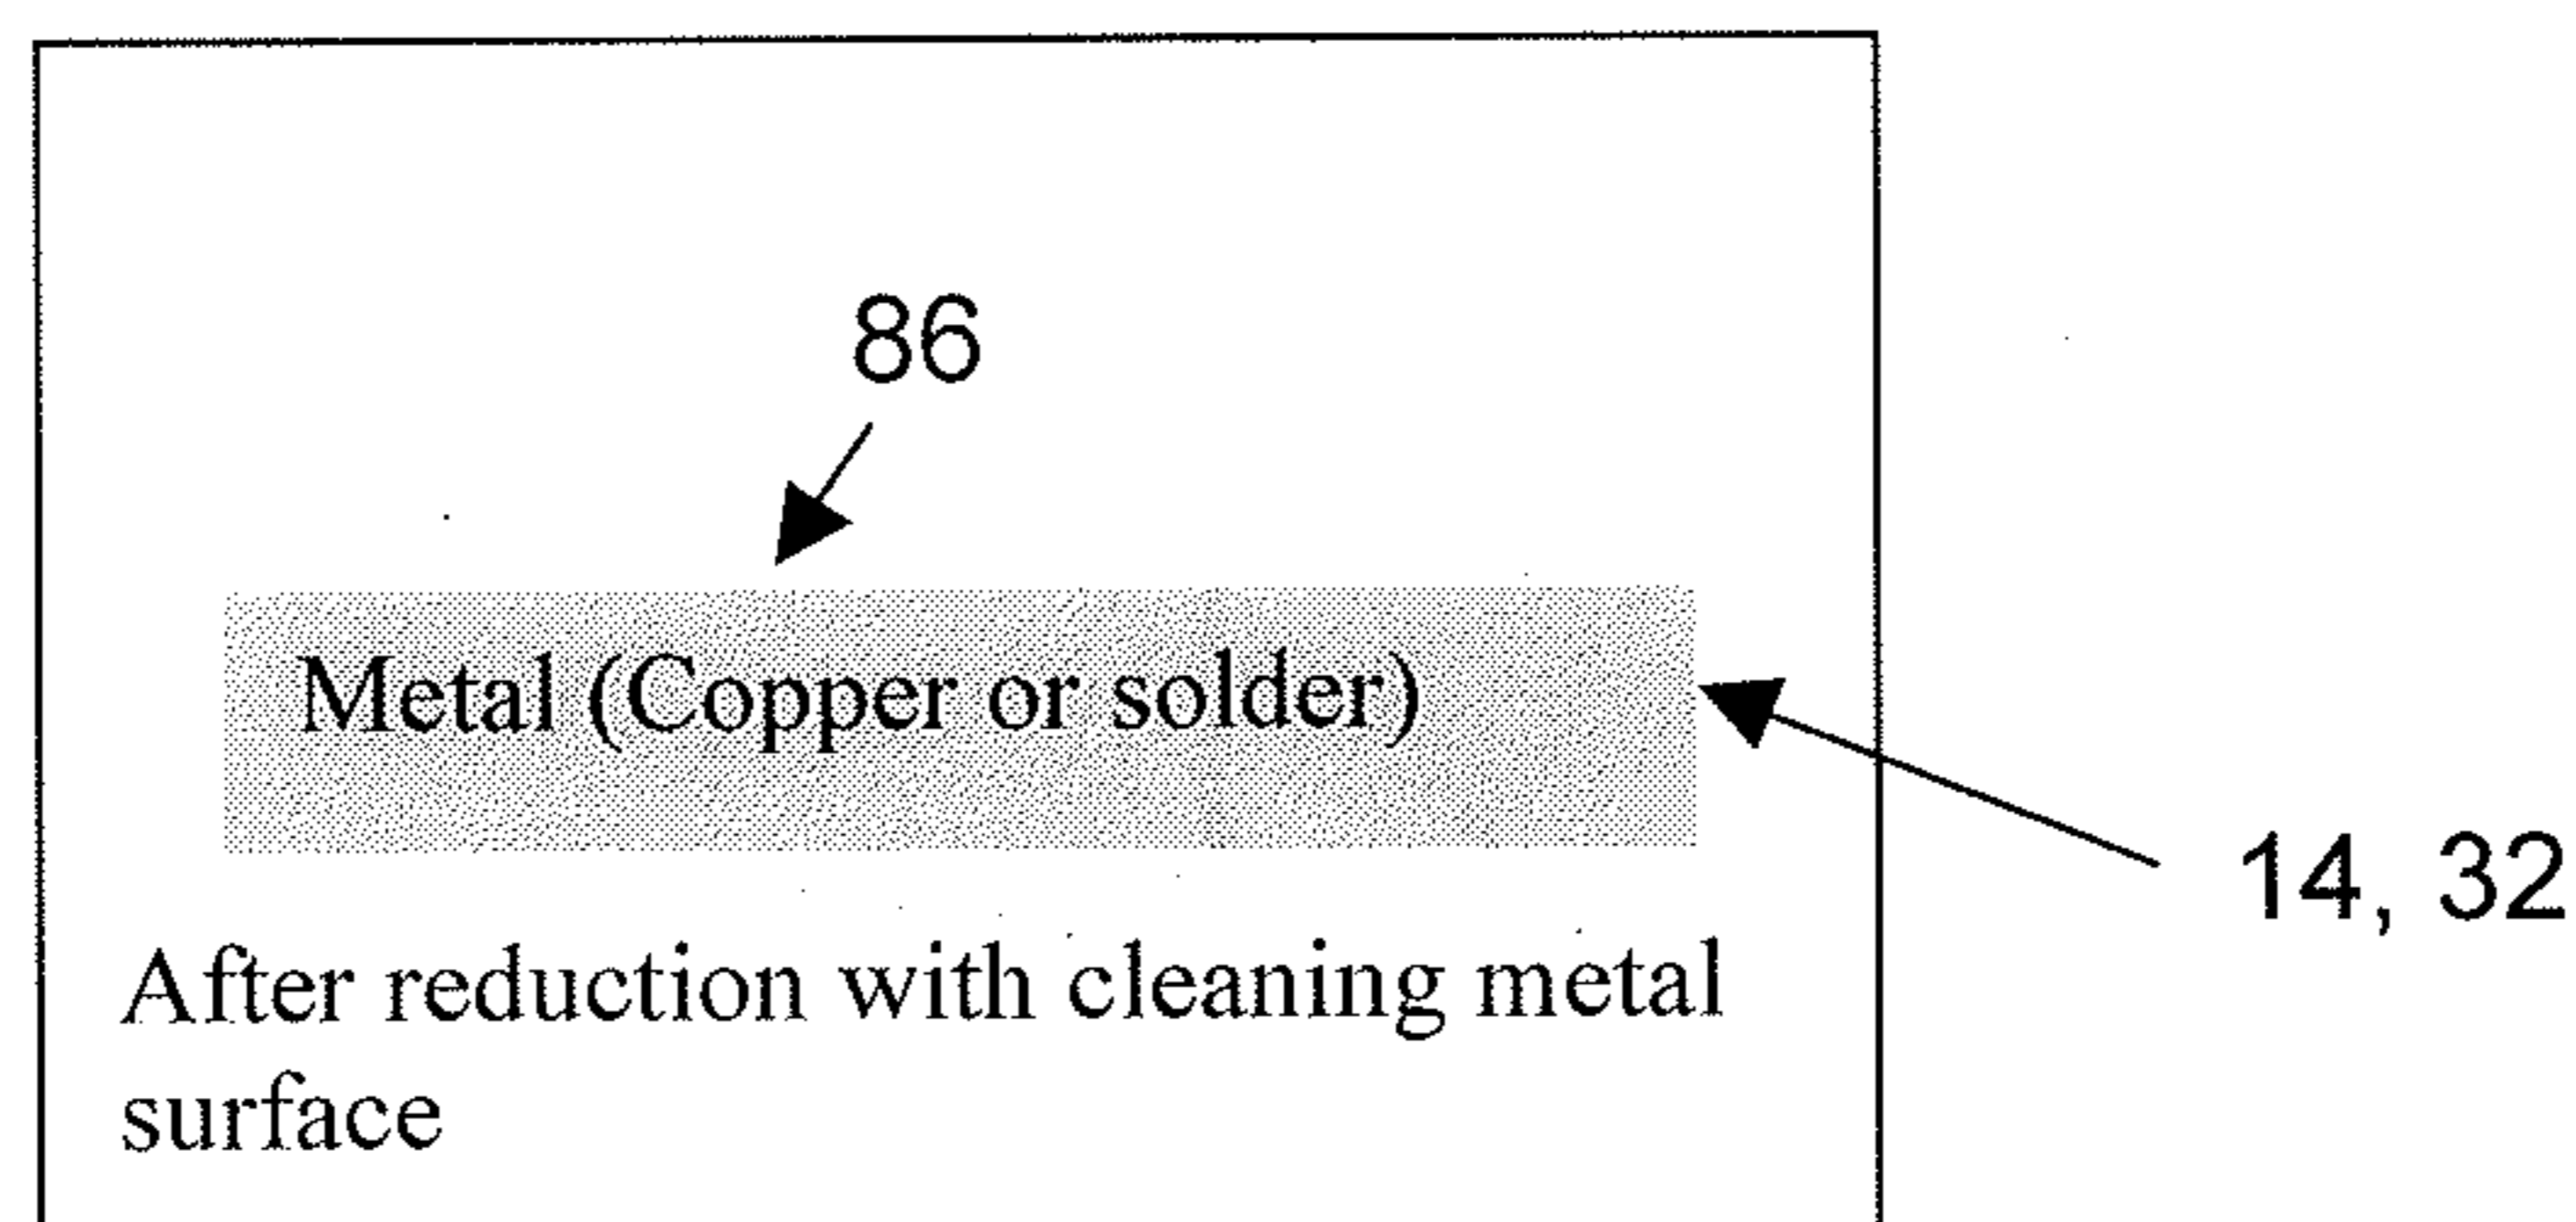 86
Metal (Copper or solder)
14, 32
After reduction with cleaning metal
surface